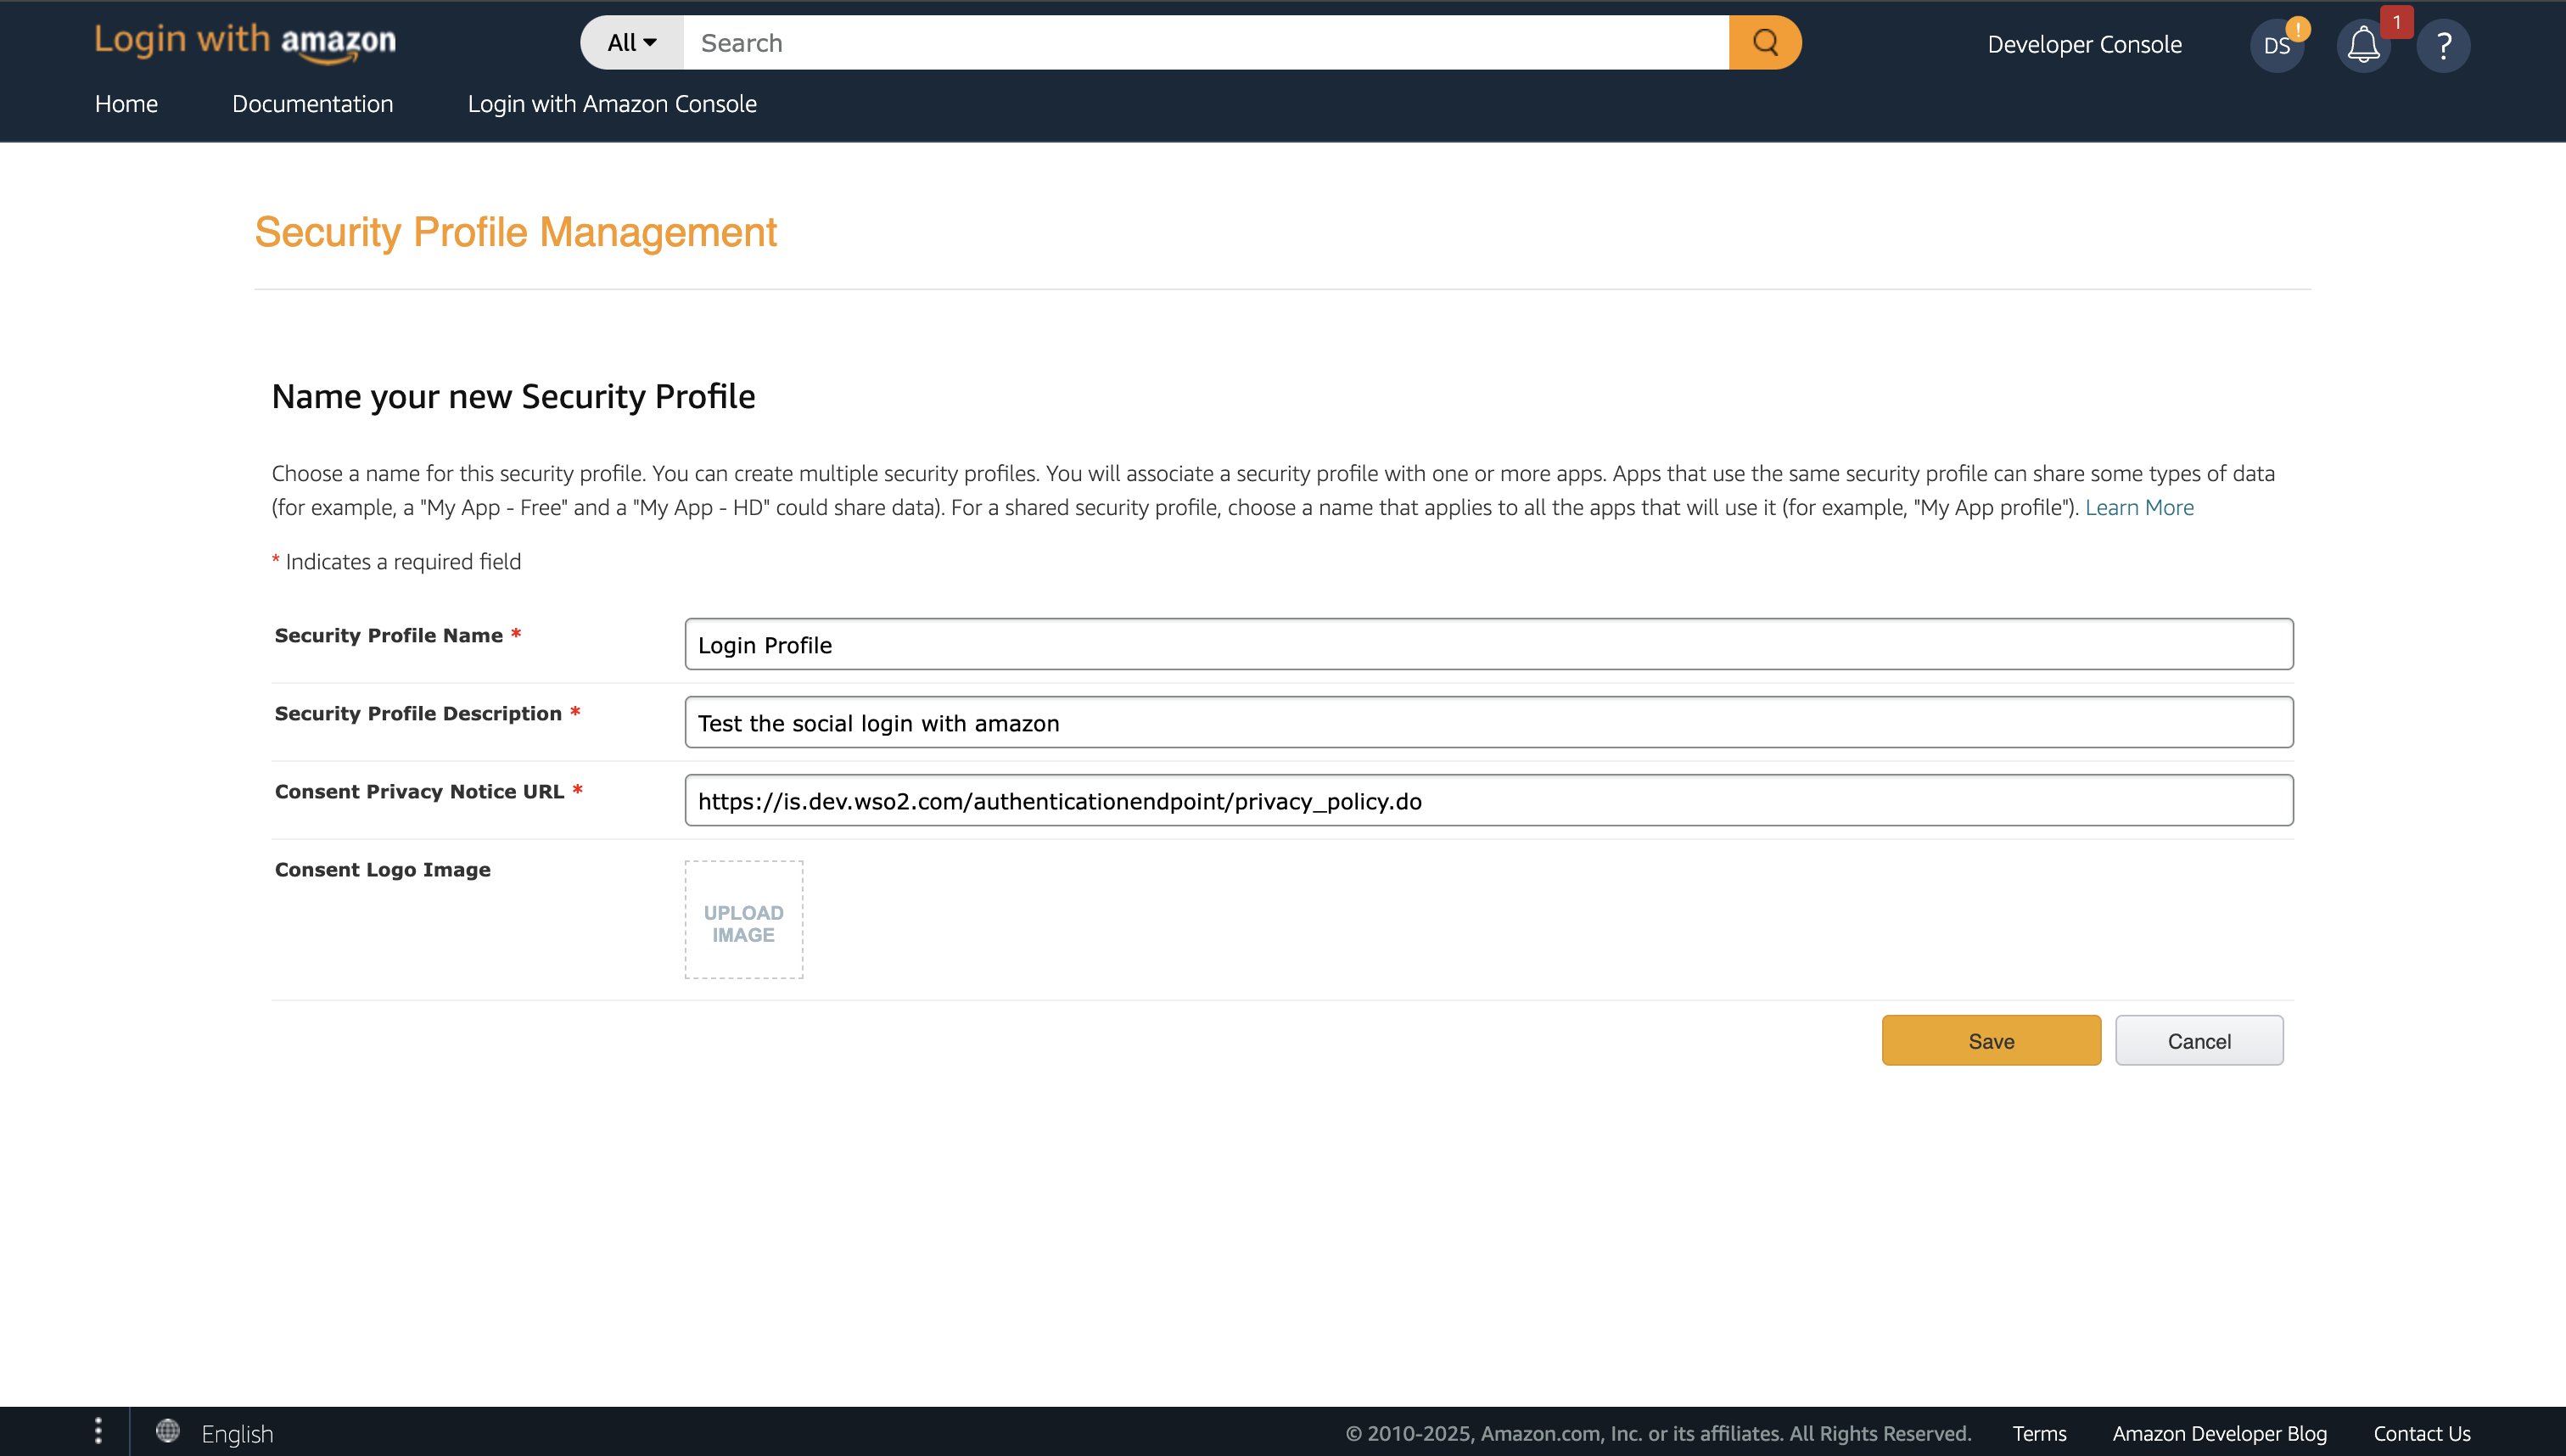 Login with amazon
All
Search
Developer Console
DS
!
1
?
Home
Documentation
Login with Amazon Console
Security Profile Management
Name your new Security Profile
Choose a name for this security profile. You can create multiple security profiles. You will associate a security profile with one or more apps. Apps that use the same security profile can share some types of data
(for example, a "My App - Free" and a "My App - HD" could share data). For a shared security profile, choose a name that applies to all the apps that will use it (for example, "My App profile"). Learn More
* Indicates a required field
Security Profile Name *
Login Profile
Security Profile Description *
Test the social login with amazon
Consent Privacy Notice URL *
https://is.dev.wso2.com/authenticationendpoint/privacy_policy.do
Consent Logo Image
UPLOAD
IMAGE
Save
Cancel
English
© 2010-2025, Amazon.com, Inc. or its affiliates. All Rights Reserved.
Terms
Amazon Developer Blog
Contact Us